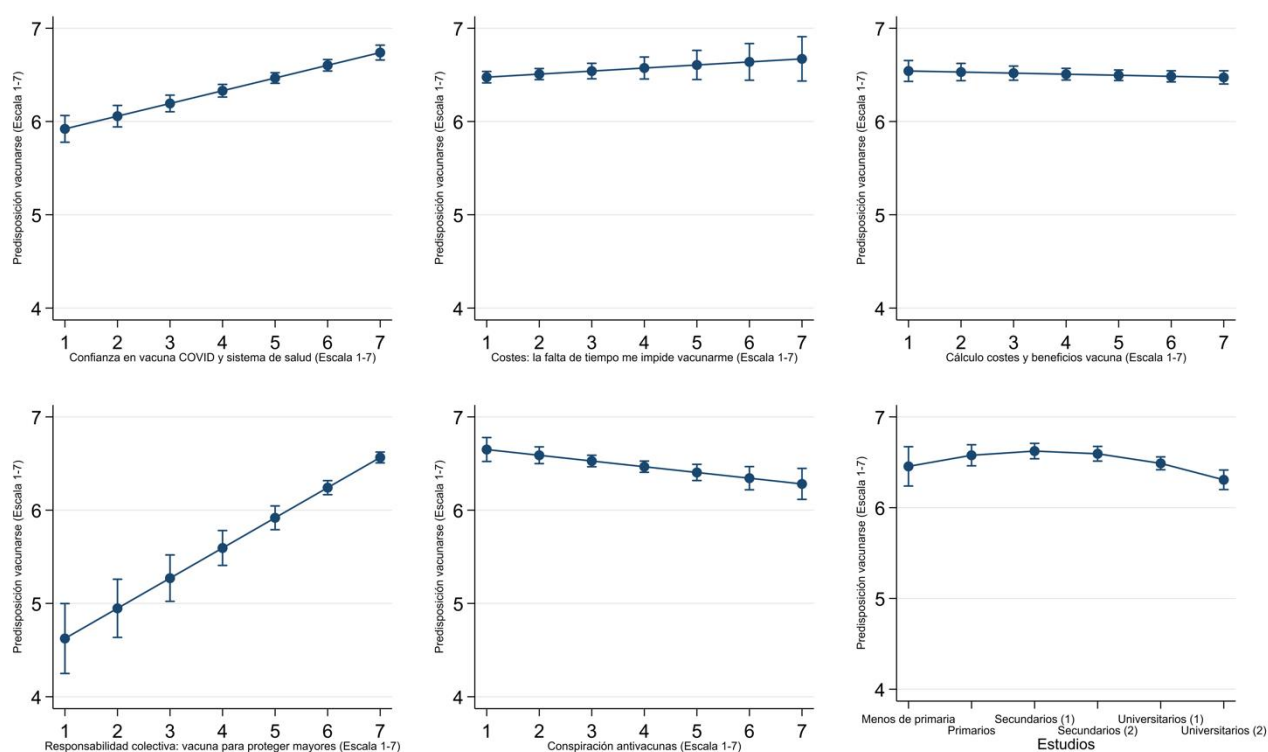 Predisposición vacunarse (Escala 1-7)
7
6
5
4
1 2 3 4 5 6 7
Confianza en vacuna COVID y sistema de salud (Escala 1-7)
Predisposición vacunarse (Escala 1-7)
7
6
5
4
1 2 3 4 5 6 7
Costes: la falta de tiempo me impide vacunarme (Escala 1-7)
Predisposición vacunarse (Escala 1-7)
7
6
5
4
1 2 3 4 5 6 7
Cálculo costes y beneficios vacuna (Escala 1-7)
Predisposición vacunarse (Escala 1-7)
7
6
5
4
1 2 3 4 5 6 7
Responsabilidad colectiva: vacuna para proteger mayores (Escala 1-7)
Predisposición vacunarse (Escala 1-7)
7
6
5
4
1 2 3 4 5 6 7
Conspiración antivacunas (Escala 1-7)
Predisposición vacunarse (Escala 1-7)
7
6
5
4
Menos de primaria Secundarios (1) Universitarios (1)
Primarios Secundarios (2) Universitarios (2)
Estudios